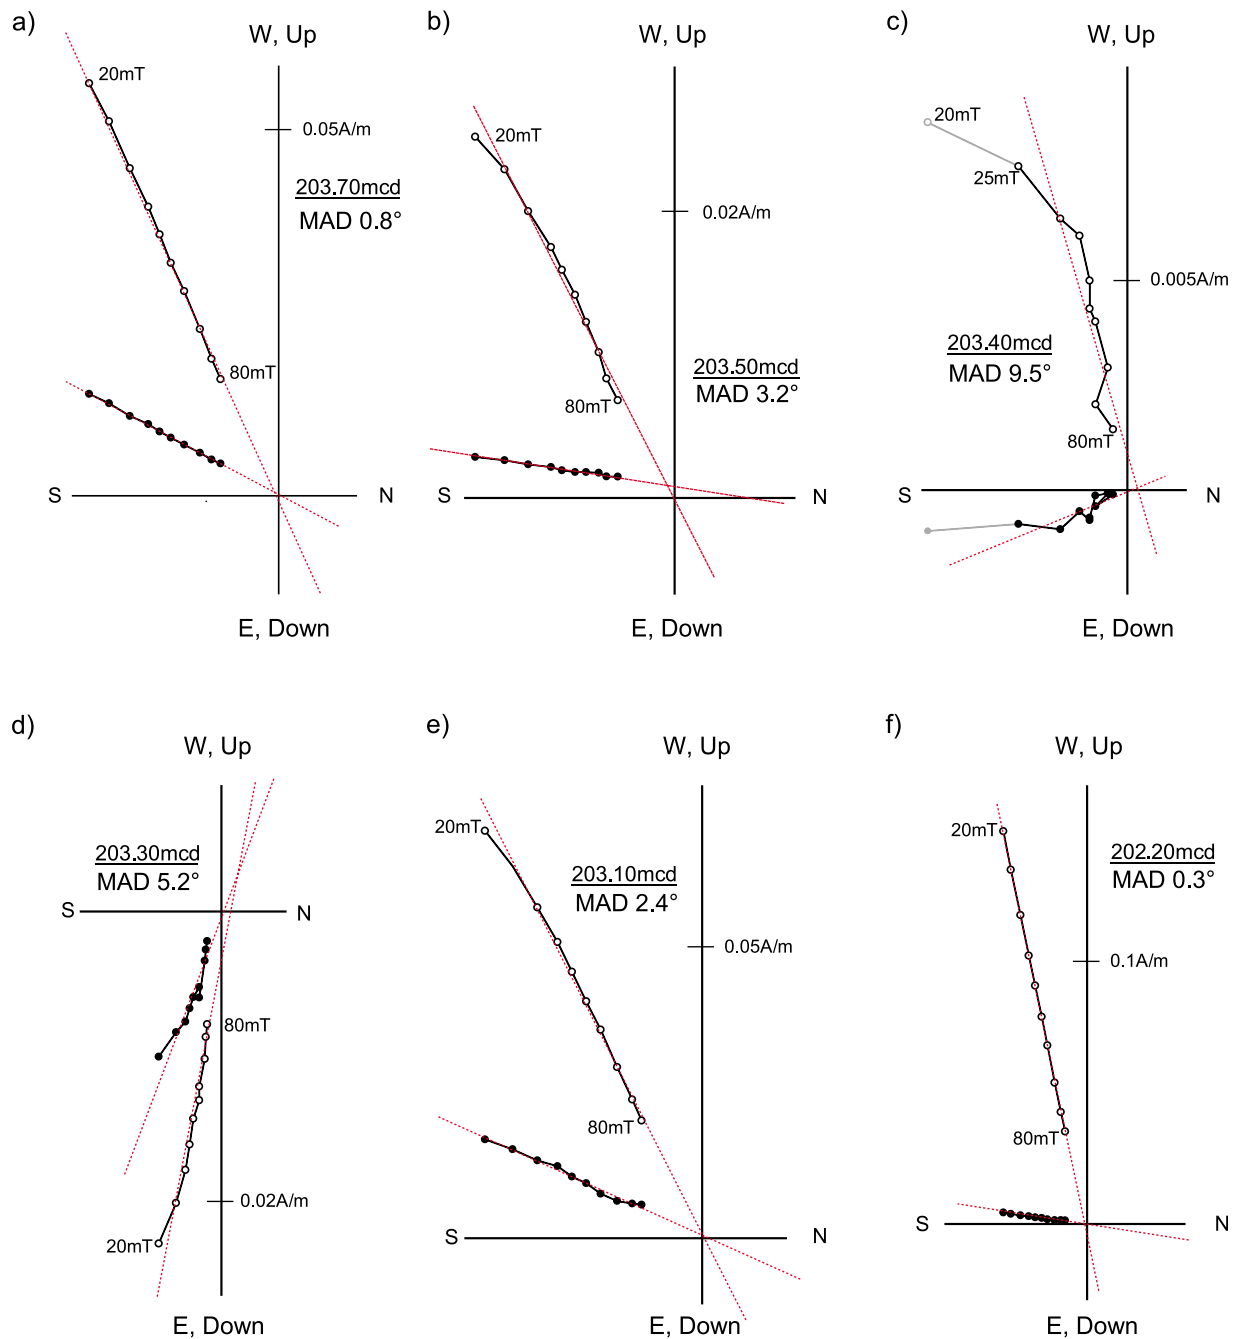 a)
W, Up
20mT
0.05A/m
203.70mcd
MAD 0.8°
80mT
S
N
E, Down
b)
W, Up
20mT
0.02A/m
203.50mcd
MAD 3.2°
80mT
S
N
E, Down
c)
W, Up
20mT
25mT
0.005A/m
203.40mcd
MAD 9.5°
80mT
S
N
E, Down
d)
W, Up
203.30mcd
MAD 5.2°
S
N
80mT
0.02A/m
20mT
E, Down
e)
W, Up
20mT
203.10mcd
MAD 2.4°
0.05A/m
80mT
S
N
E, Down
f)
W, Up
20mT
202.20mcd
MAD 0.3°
0.1A/m
80mT
S
N
E, Down